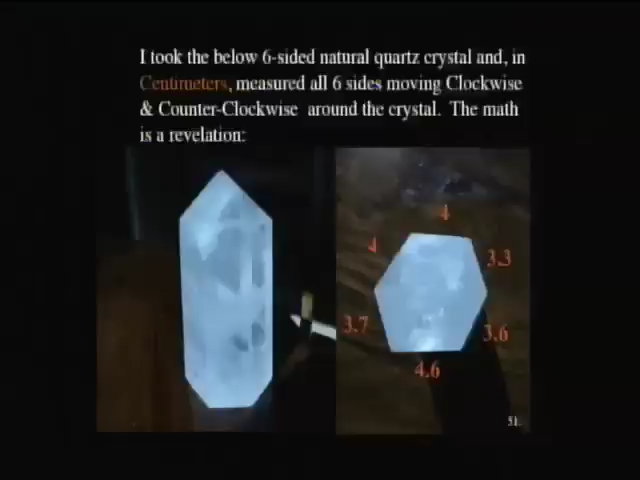 I took the below 6-sided natural quartz crystal and, in
Centimeters, measured all 6 sides moving Clockwise
& Counter-Clockwise around the crystal. The math
is a revelation:
4
4
3.3
3.7
3.6
4.6
51.